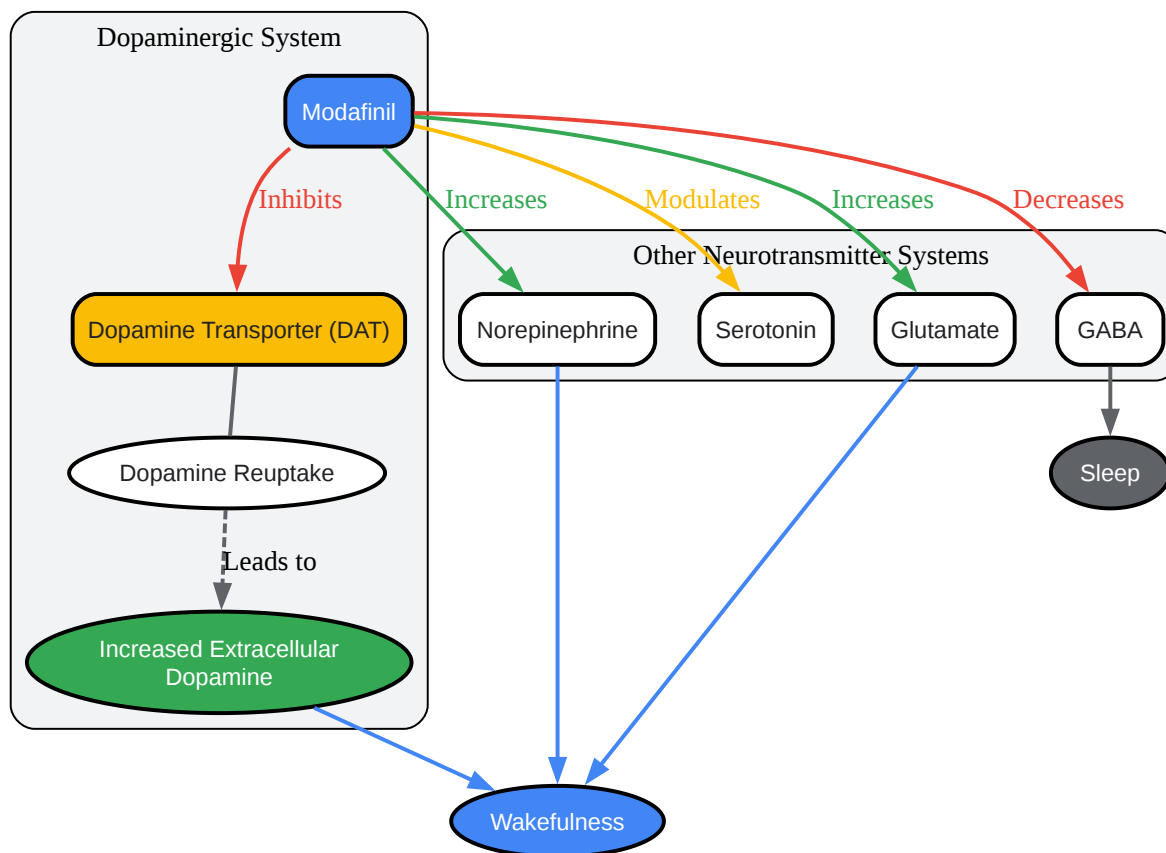 Dopaminergic System
Modafinil
Inhibits
Increases
Modulates
Increases
Decreases
Other Neurotransmitter Systems
Dopamine Transporter (DAT)
Norepinephrine
Serotonin
Glutamate
GABA
Dopamine Reuptake
Sleep
Leads to
Increased Extracellular
Dopamine
Wakefulness